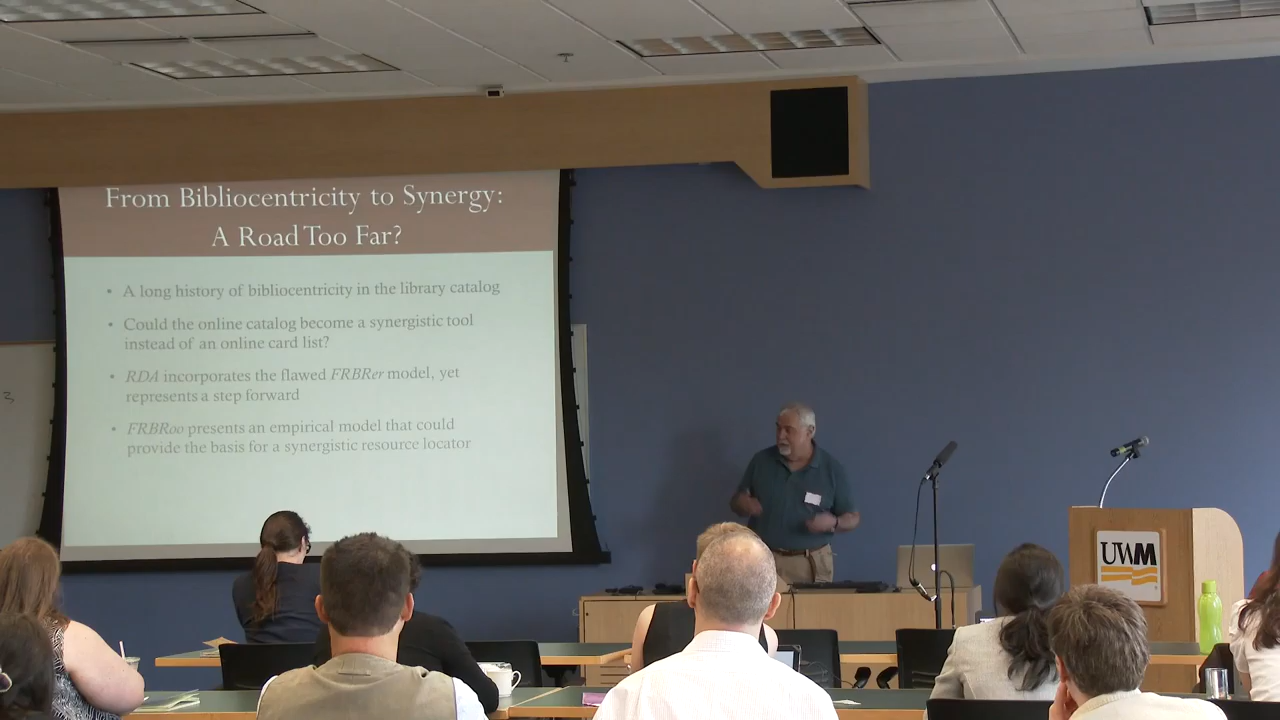 From Bibliocentricity to Synergy:
A Road Too Far?
• A long history of bibliocentricity in the library catalog
• Could the online catalog become a synergistic tool
instead of an online card list?
• RDA incorporates the flawed FRBRer model, yet
represents a step forward
• FRBRoo presents an empirical model that could
provide the basis for a synergistic resource locator
UWM
3